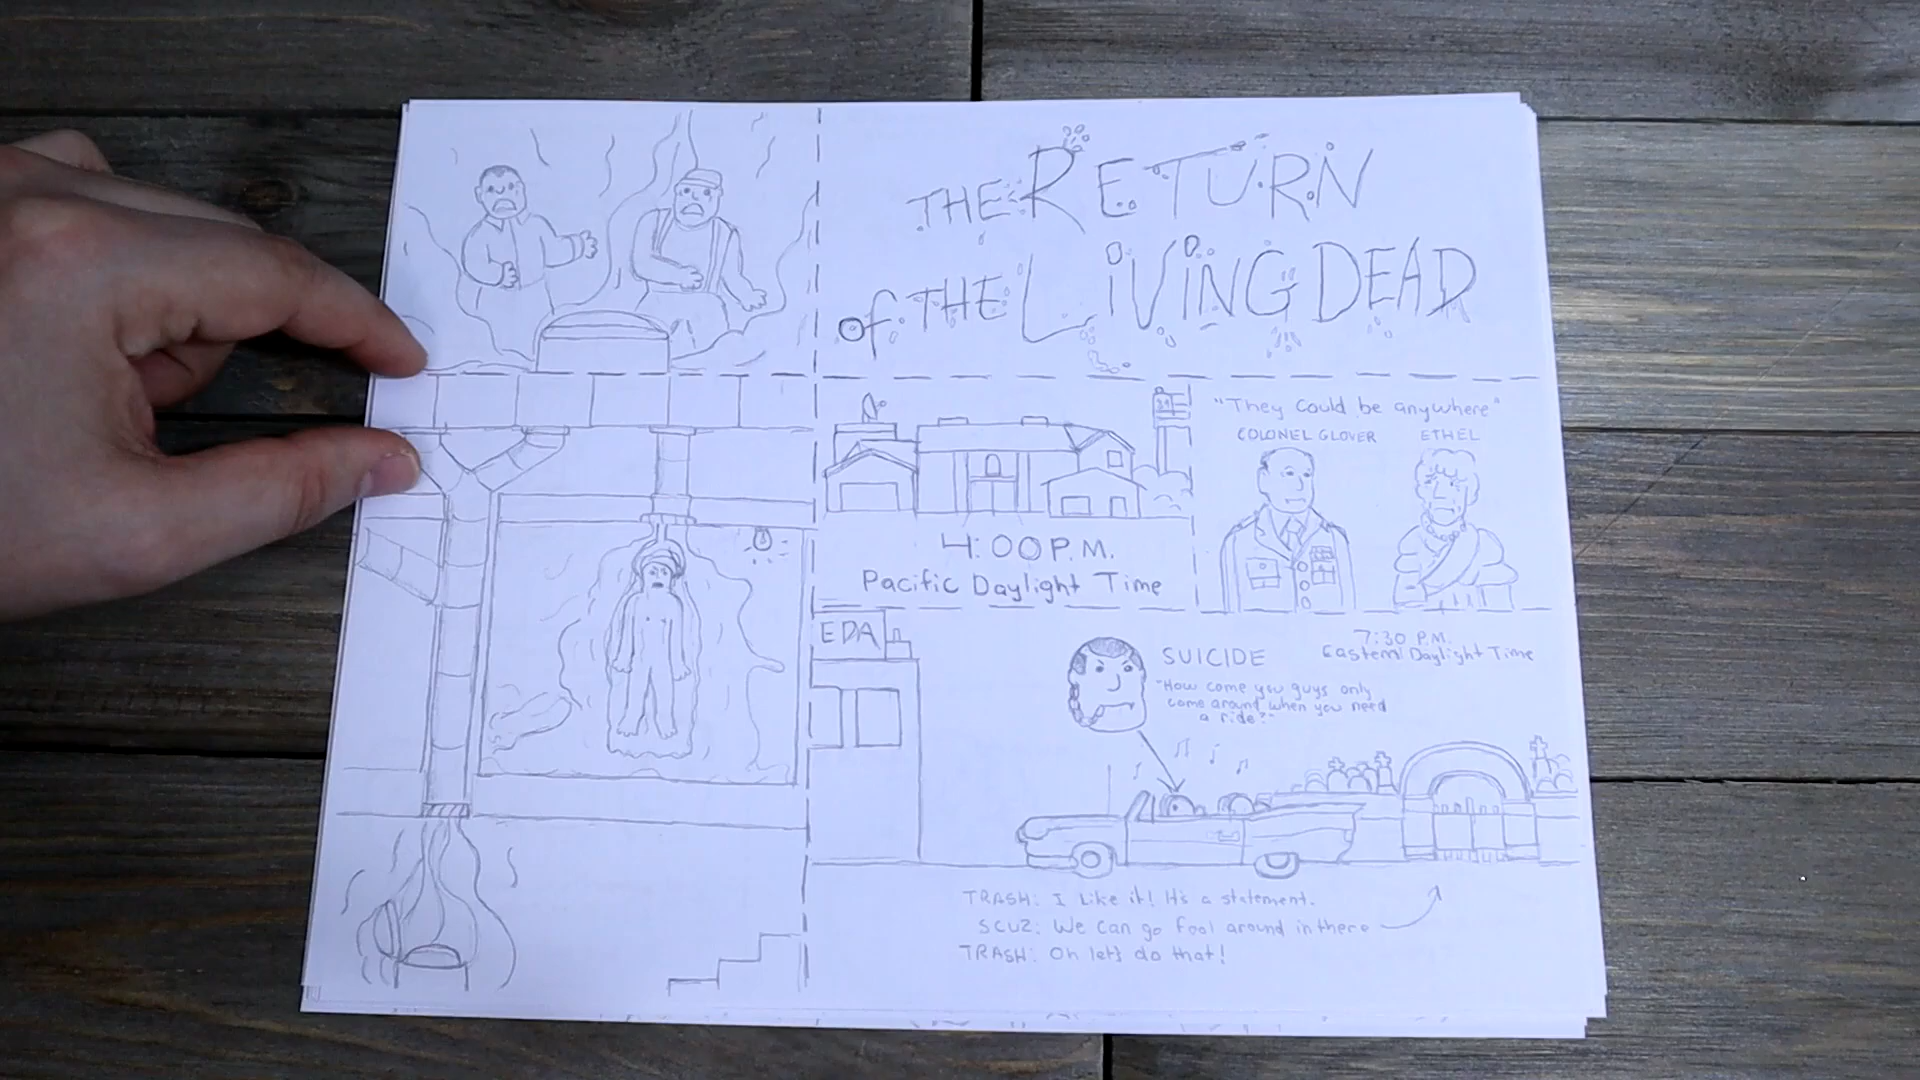 THE RETURN
of THE LIVING DEAD
"They Could be anywhere"
COLONEL GLOVER
ETHEL
4:00 P.M.
Pacific Daylight Time
7:30 P.M.
Eastern Daylight Time
EDA
SUICIDE
"How come you guys only
come around when you need
a ride?"
TRASH: I Like it! It's a statement.
SCUZ: We can go fool around in there
TRASH: Oh let's do that!